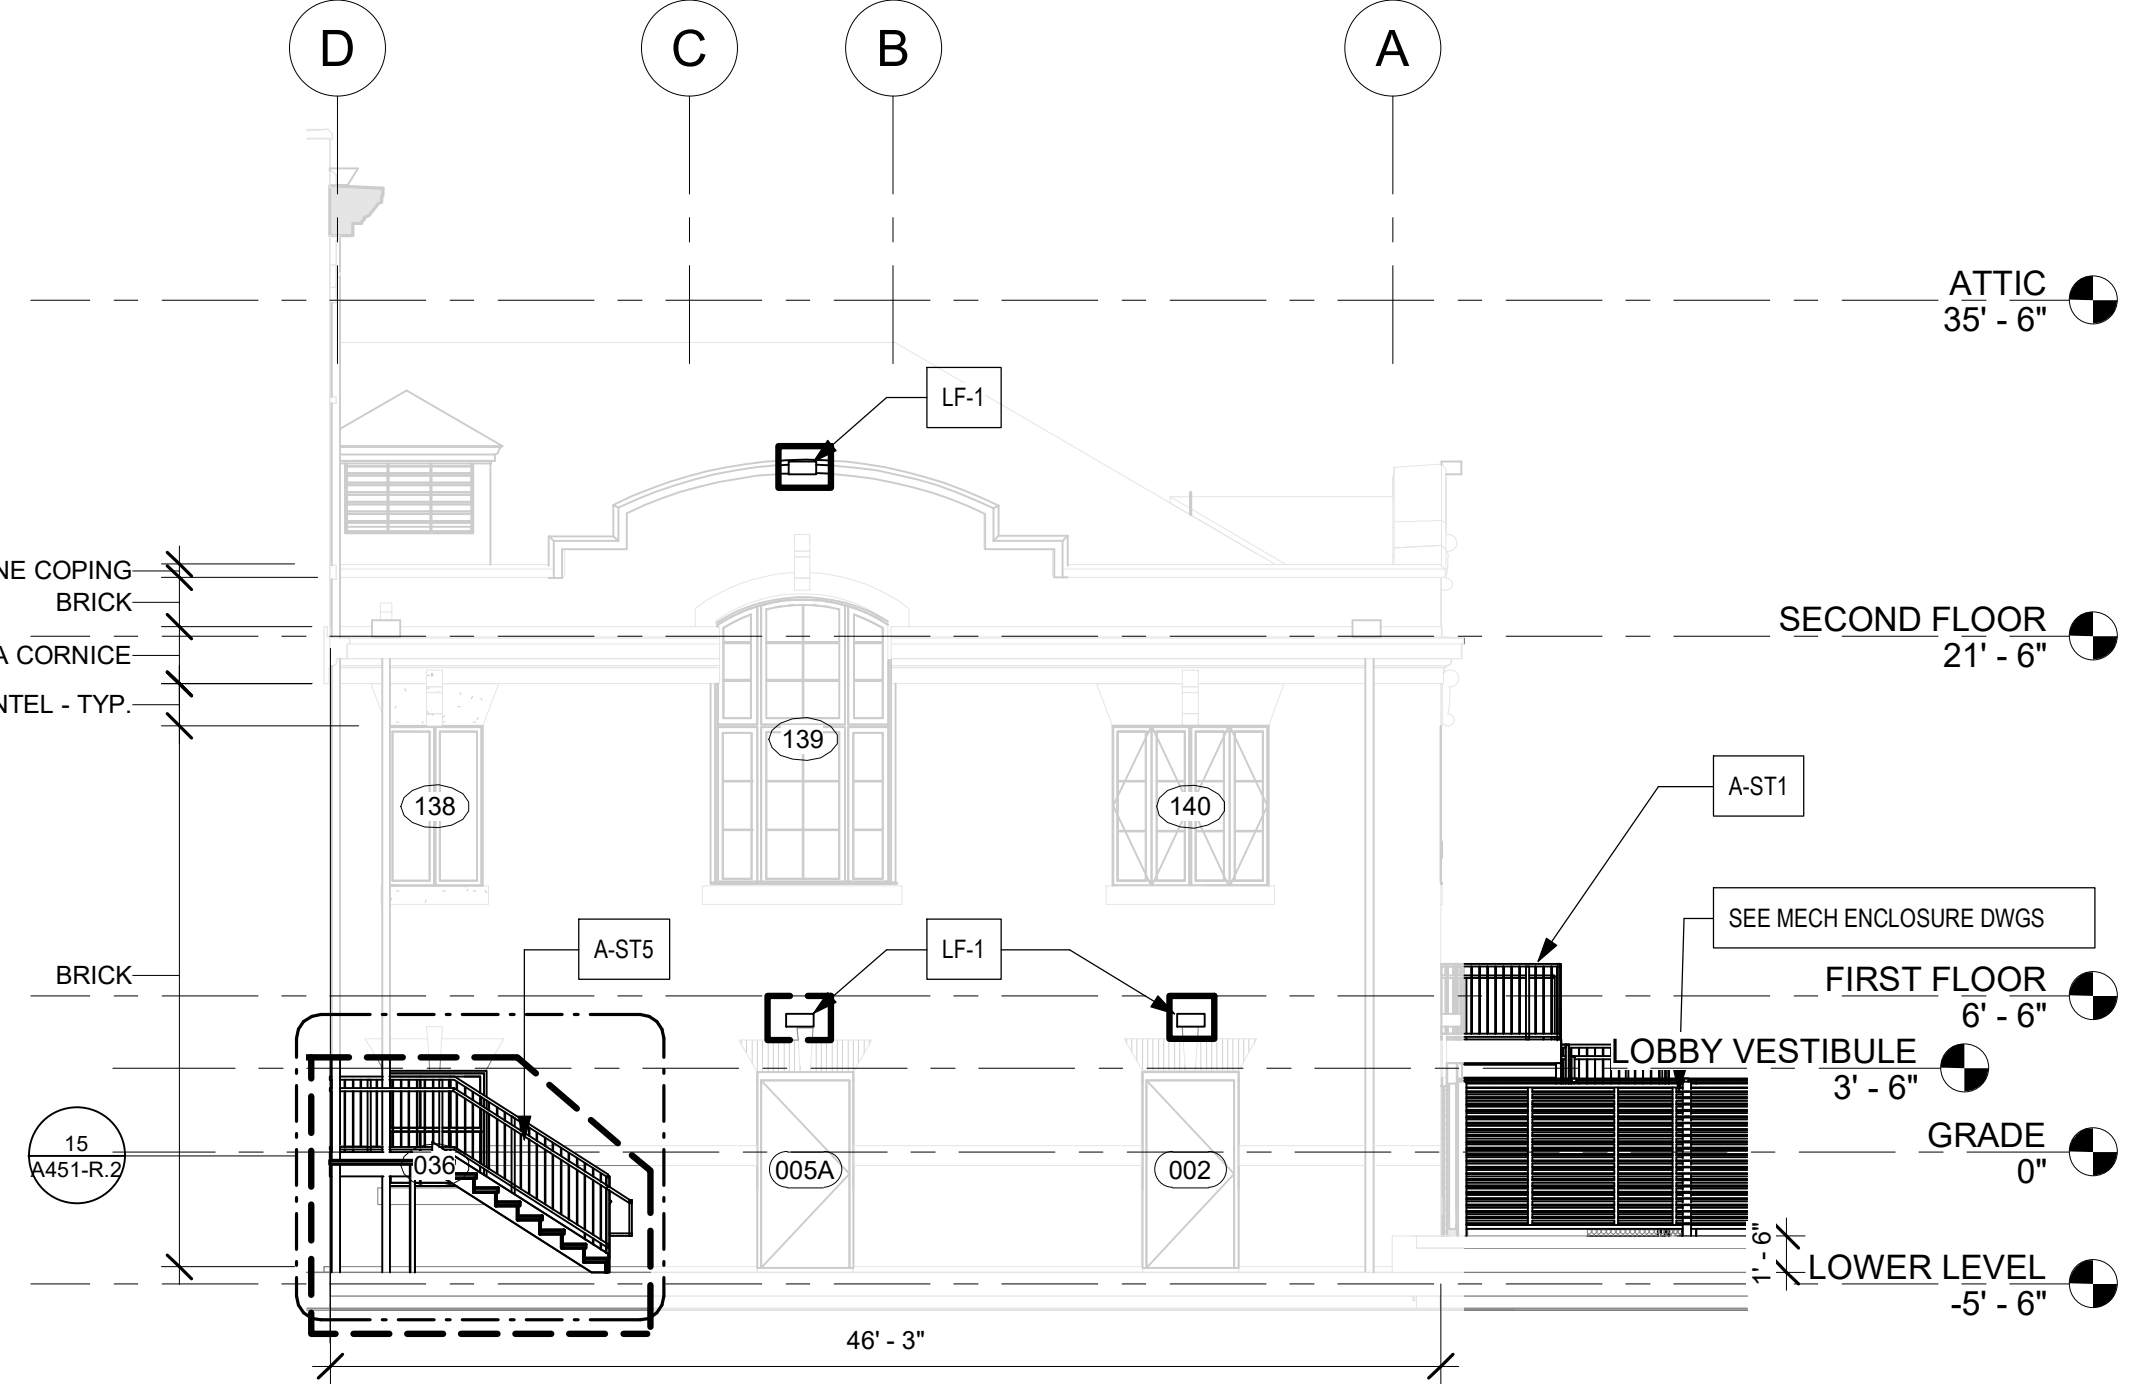 D
C
B
A
ATTIC
35' - 6"
LF-1
NE COPING
BRICK
SECOND FLOOR
21' - 6"
A CORNICE
NTEL - TYP.
139
138
140
A-ST1
SEE MECH ENCLOSURE DWGS
A-ST5
LF-1
BRICK
FIRST FLOOR
6' - 6"
LOBBY VESTIBULE
3' - 6"
GRADE
0"
15
A451-R.2
036
005A
002
1' - 6"
LOWER LEVEL
-5' - 6"
46' - 3"